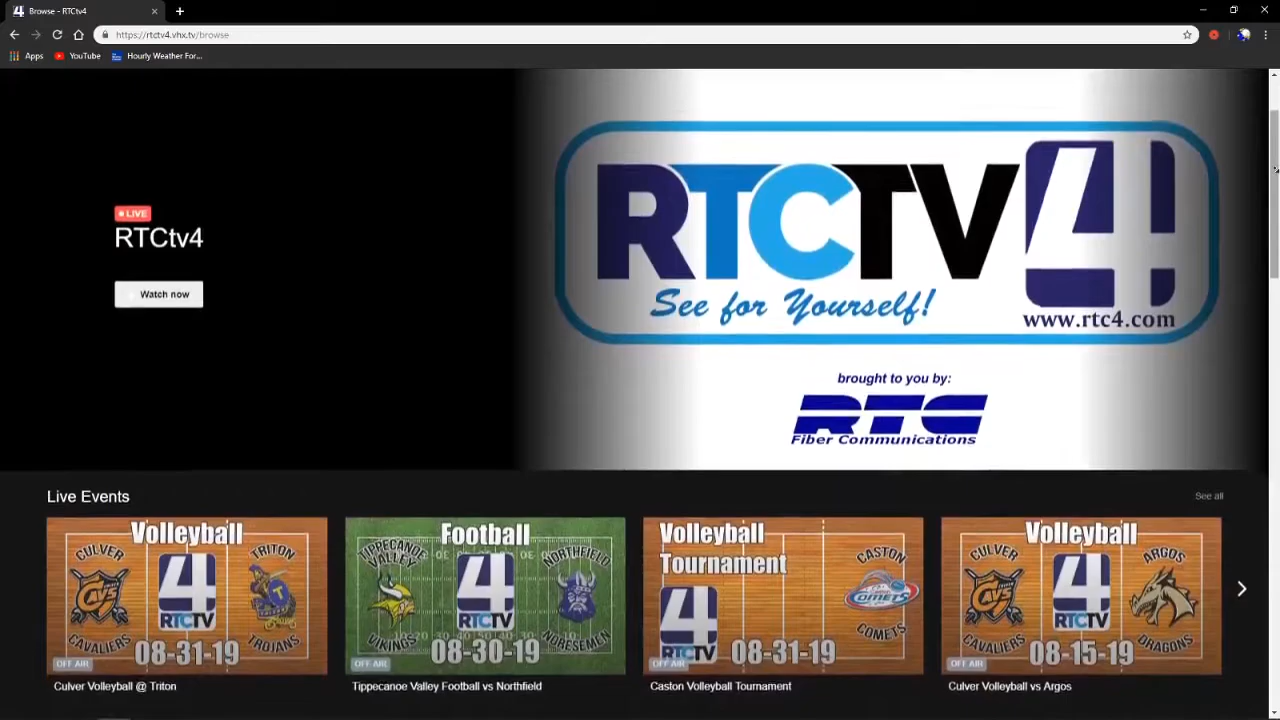 Browse - RTCtv4
https://rtctv4.vhx.tv/browse
Apps
YouTube
Hourly Weather For...
LIVE
RTCtv4
Watch now
RTCTV4
See for Yourself!
www.rtc4.com
brought to you by:
RTC
Fiber Communications
Live Events
See all
Volleyball
CULVER
TRITON
4
RTCTV
CAVALIERS
TROJANS
08-31-19
OFF AIR
Culver Volleyball @ Triton
Football
TIPPECANOE
VALLEY
NORTHFIELD
4
RTCTV
VIKINGS
NORSEMEN
08-30-19
OFF AIR
Tippecanoe Valley Football vs Northfield
Volleyball
Tournament
CASTON
COMETS
4
RTCTV
COMETS
08-31-19
OFF AIR
Caston Volleyball Tournament
Volleyball
CULVER
ARGOS
CAVS
4
RTCTV
CAVALIERS
DRAGONS
08-15-19
OFF AIR
Culver Volleyball vs Argos